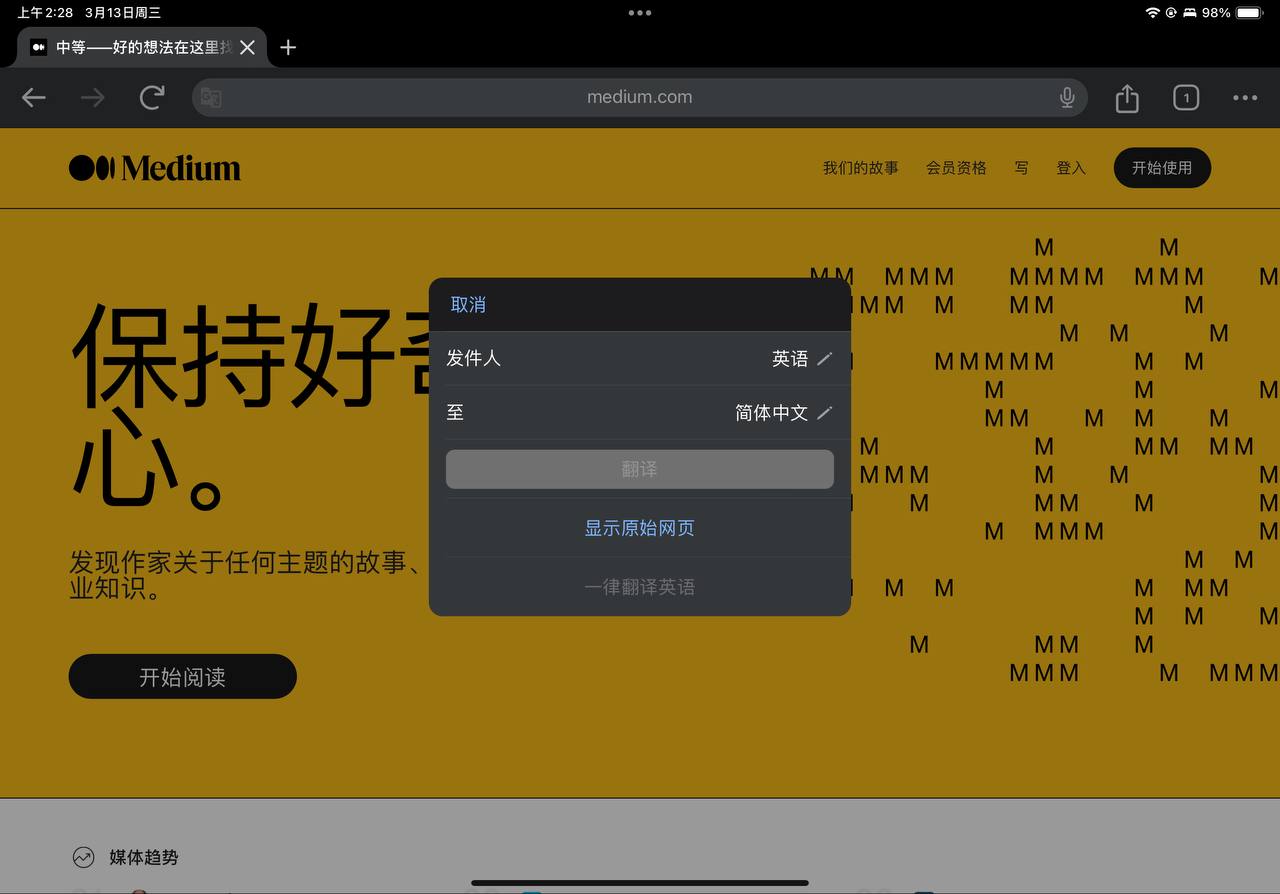 上午2:28 3月13日周三
98%
中等——好的想法在这里找
medium.com
1
Medium
我们的故事 会员资格 写 登入 开始使用
M M
M M M M M M M M M M M M M
M M M M M M M
M M M
M M M M M M M
M M M
M M M M
M M M M M M
M M M M M M
M M M M M
M M M M M
M M
M M M M M
M M M
M M M M
M M M M M M M
保持好奇
心。
发现作家关于任何主题的故事、
业知识。
开始阅读
取消
发件人 英语
至 简体中文
翻译
显示原始网页
一律翻译英语
媒体趋势